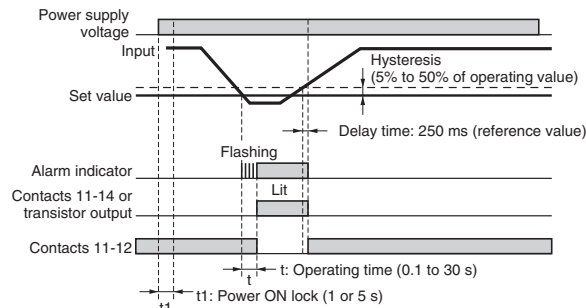 Power supply
voltage
Input
Hysteresis
(5% to 50% of operating value)
Set value
Delay time: 250 ms (reference value)
Flashing
Alarm indicator
Lit
Contacts 11-14 or
transistor output
Contacts 11-12
t
t: Operating time (0.1 to 30 s)
t1: Power ON lock (1 or 5 s)
t1